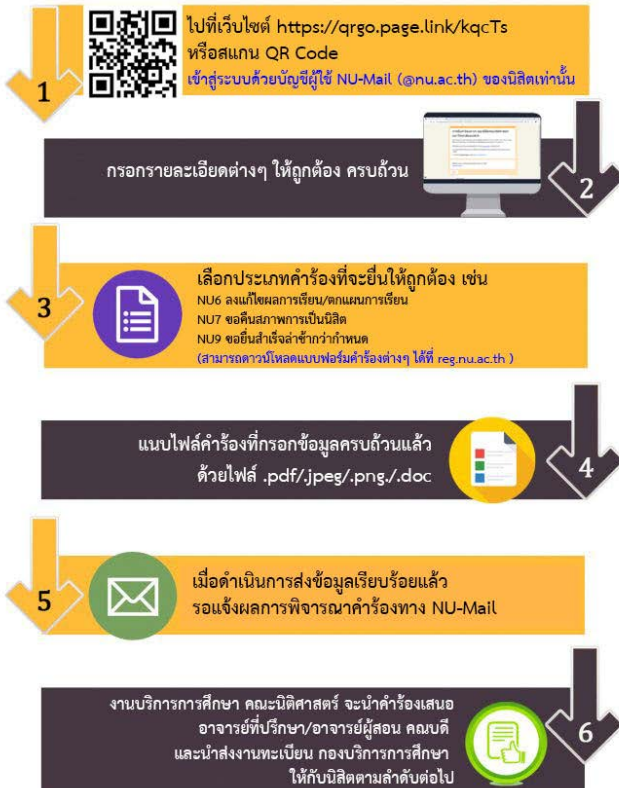 1
ไปที่เว็บไซต์ https://qrgo.page.link/kqcTs
หรือสแกน QR Code
เข้าสู่ระบบด้วยบัญชีผู้ใช้ NU-Mail (@nu.ac.th) ของนิสิตเท่านั้น
กรอกรายละเอียดต่างๆ ให้ถูกต้อง ครบถ้วน
2
3
เลือกประเภทคำร้องที่จะยื่นให้ถูกต้อง เช่น
NU6 ลงแก้ไขผลการเรียน/ตกแผนการเรียน
NU7 ขอคืนสภาพการเป็นนิสิต
NU9 ขอยื่นสำเร็จล่าช้ากว่ากำหนด
(สามารถดาวน์โหลดแบบฟอร์มคำร้องต่างๆ ได้ที่ reg.nu.ac.th )
แนบไฟล์คำร้องที่กรอกข้อมูลครบถ้วนแล้ว
ด้วยไฟล์ .pdf/.jpeg/.png./.doc
4
5
เมื่อดำเนินการส่งข้อมูลเรียบร้อยแล้ว
รอแจ้งผลการพิจารณาคำร้องทาง NU-Mail
งานบริการการศึกษา คณะนิติศาสตร์ จะนำคำร้องเสนอ
อาจารย์ที่ปรึกษา/อาจารย์ผู้สอน คณบดี
และนำส่งงานทะเบียน กองบริการการศึกษา
ให้กับนิสิตตามลำดับต่อไป
6